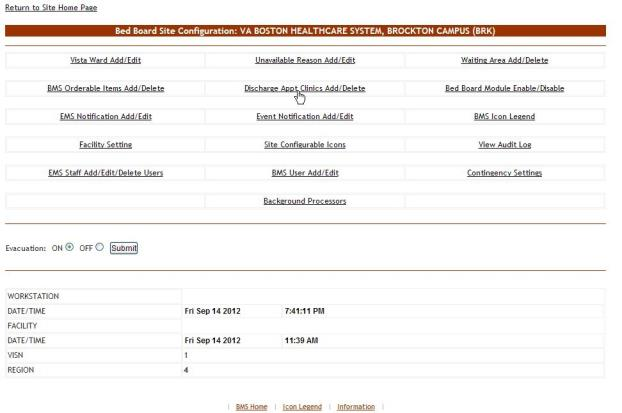 Return to Site Home Page
Bed Board Site Configuration: VA BOSTON HEALTHCARE SYSTEM, BROCKTON CAMPUS (BRK)
Vista Ward Add/Edit Unavailable Reason Add/Edit Waiting Area Add/Delete
BMS Orderable Items Add/Delete Discharge Appt Clinics Add/Delete Bed Board Module Enable/Disable
EMS Notification Add/Edit Event Notification Add/Edit BMS Icon Legend
Facility Setting Site Configurable Icons View Audit Log
EMS Staff Add/Edit/Delete Users BMS User Add/Edit Contingency Settings
Background Processors
Evacuation: ON OFF Submit
WORKSTATION
DATE/TIME Fri Sep 14 2012 7:41:11 PM
FACILITY
DATE/TIME Fri Sep 14 2012 11:39 AM
VISN 1
REGION 4
| BMS Home | Icon Legend | Information |